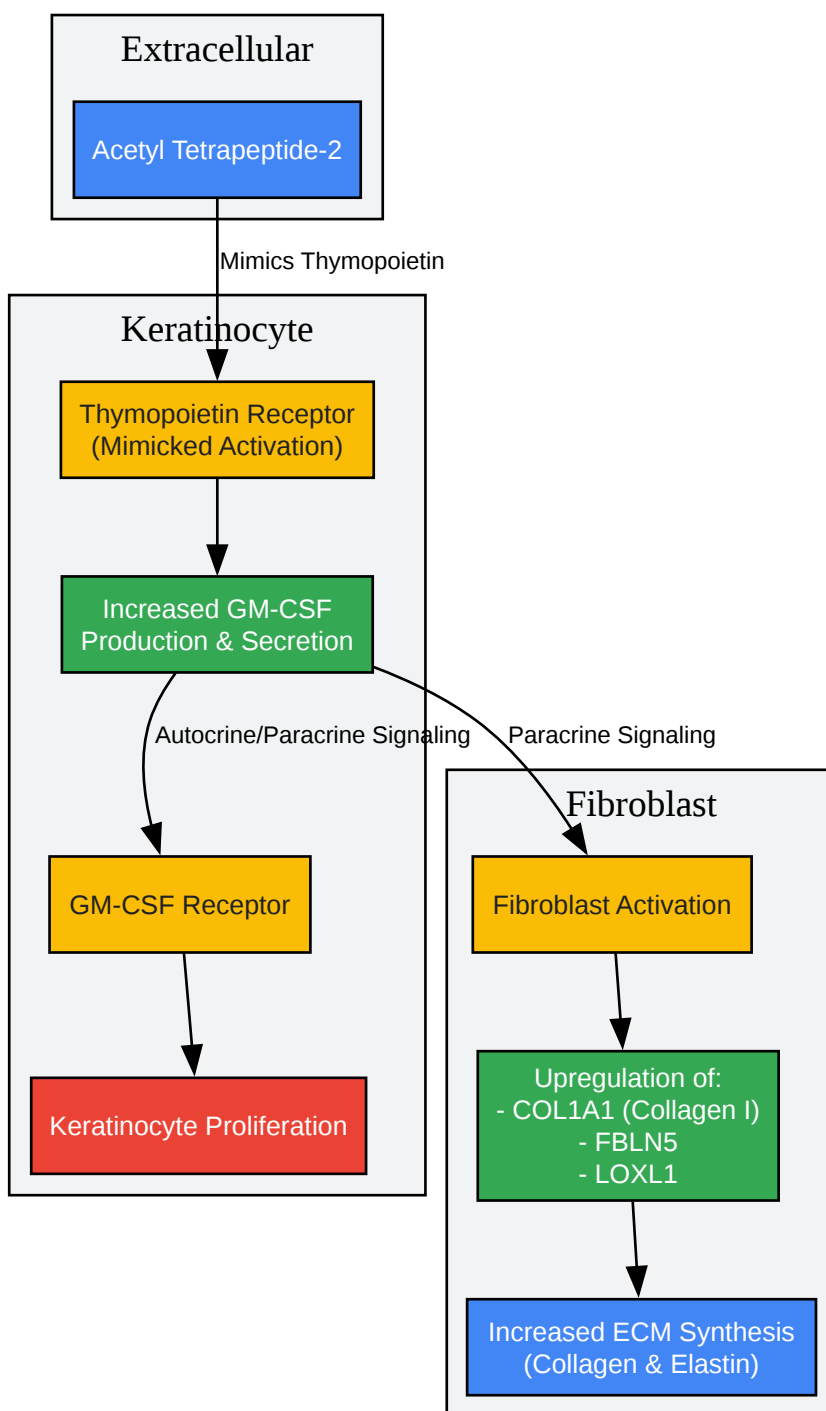 Extracellular
Acetyl Tetrapeptide-2
Mimics Thymopoietin
Keratinocyte
Thymopoietin Receptor
(Mimicked Activation)
Increased GM-CSF
Production & Secretion
Autocrine/Paracrine Signaling
Paracrine Signaling
Fibroblast
GM-CSF Receptor
Fibroblast Activation
Keratinocyte Proliferation
Upregulation of:
- COL1A1 (Collagen I)
- FBLN5
- LOXL1
Increased ECM Synthesis
(Collagen & Elastin)